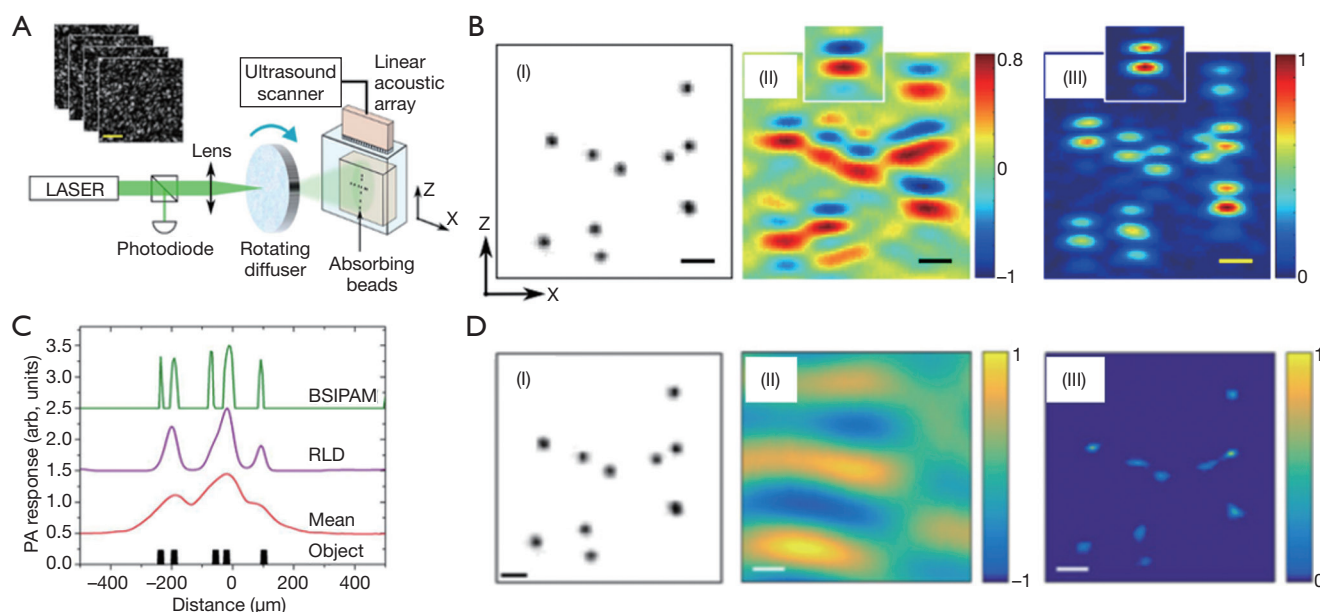 A
Ultrasound
scanner
Linear
acoustic
array
Lens
LASER
Photodiode
Rotating
diffuser
Absorbing
beads
Z
X
B
(I)
Z
X
(II)
0.8
0
−1
(III)
1
0
C
PA response (arb, units)
3.5
3.0
2.5
2.0
1.5
1.0
0.5
0.0
BSIPAM
RLD
Mean
Object
−400
−200
0
200
400
Distance (µm)
D
(I)
(II)
1
−1
(III)
1
0